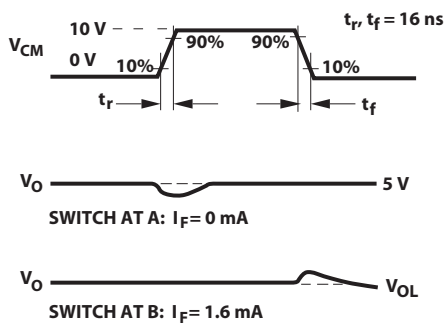 10 V
t_r, t_f = 16 ns
V_CM
90%
90%
0 V
10%
10%
t_r
t_f
V_O
5 V
SWITCH AT A: I_F = 0 mA
V_O
V_OL
SWITCH AT B: I_F = 1.6 mA